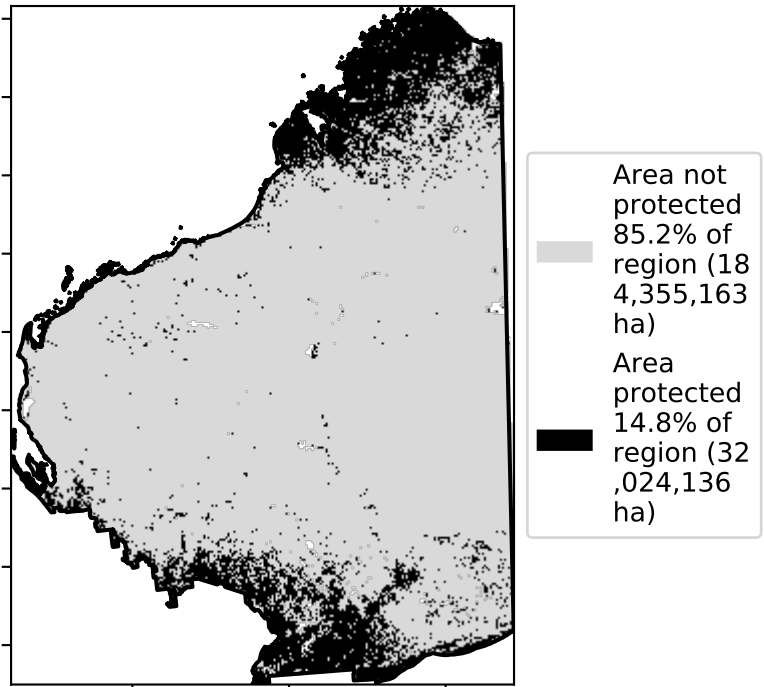 Area not
protected
85.2% of
region (18
4,355,163
ha)
Area
protected
14.8% of
region (32
,024,136
ha)